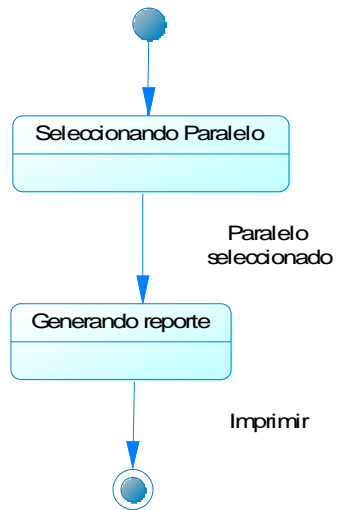 Seleccionando Paralelo
Paralelo
seleccionado
Generando reporte
Imprimir